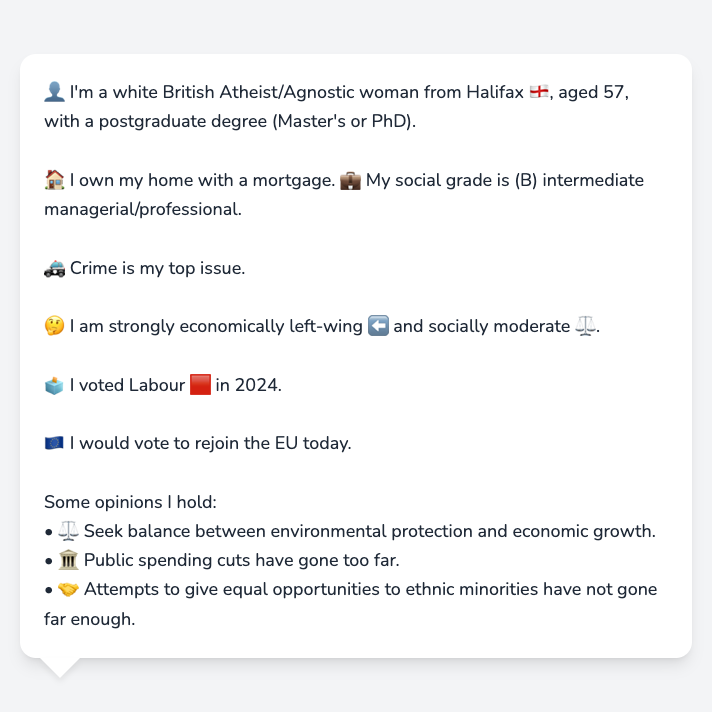 👤 I'm a white British Atheist/Agnostic woman from Halifax 🏴󠁧󠁢󠁥󠁮󠁧󠁿, aged 57,
with a postgraduate degree (Master's or PhD).
🏠 I own my home with a mortgage. 💼 My social grade is (B) intermediate
managerial/professional.
🚓 Crime is my top issue.
🤔 I am strongly economically left-wing ⬅️ and socially moderate ⚖️.
🗳️ I voted Labour 🟥 in 2024.
🇪🇺 I would vote to rejoin the EU today.
Some opinions I hold:
• ⚖️ Seek balance between environmental protection and economic growth.
• 🏛️ Public spending cuts have gone too far.
• 🤝 Attempts to give equal opportunities to ethnic minorities have not gone
far enough.